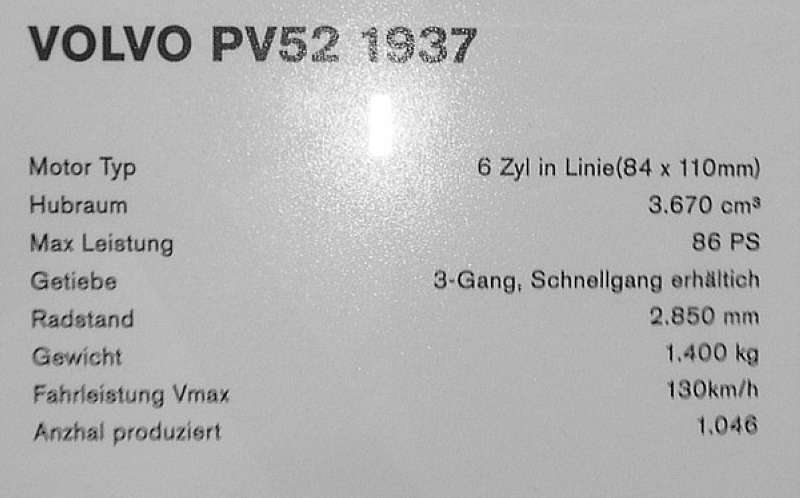 VOLVO PV52 1937
Motor Typ 6 Zyl in Linie(84 x 110mm)
Hubraum 3.670 cm³
Max Leistung 86 PS
Getiebe 3-Gang, Schnellgang erhältich
Radstand 2.850 mm
Gewicht 1.400 kg
Fahrleistung Vmax 130km/h
Anzhal produziert 1.046